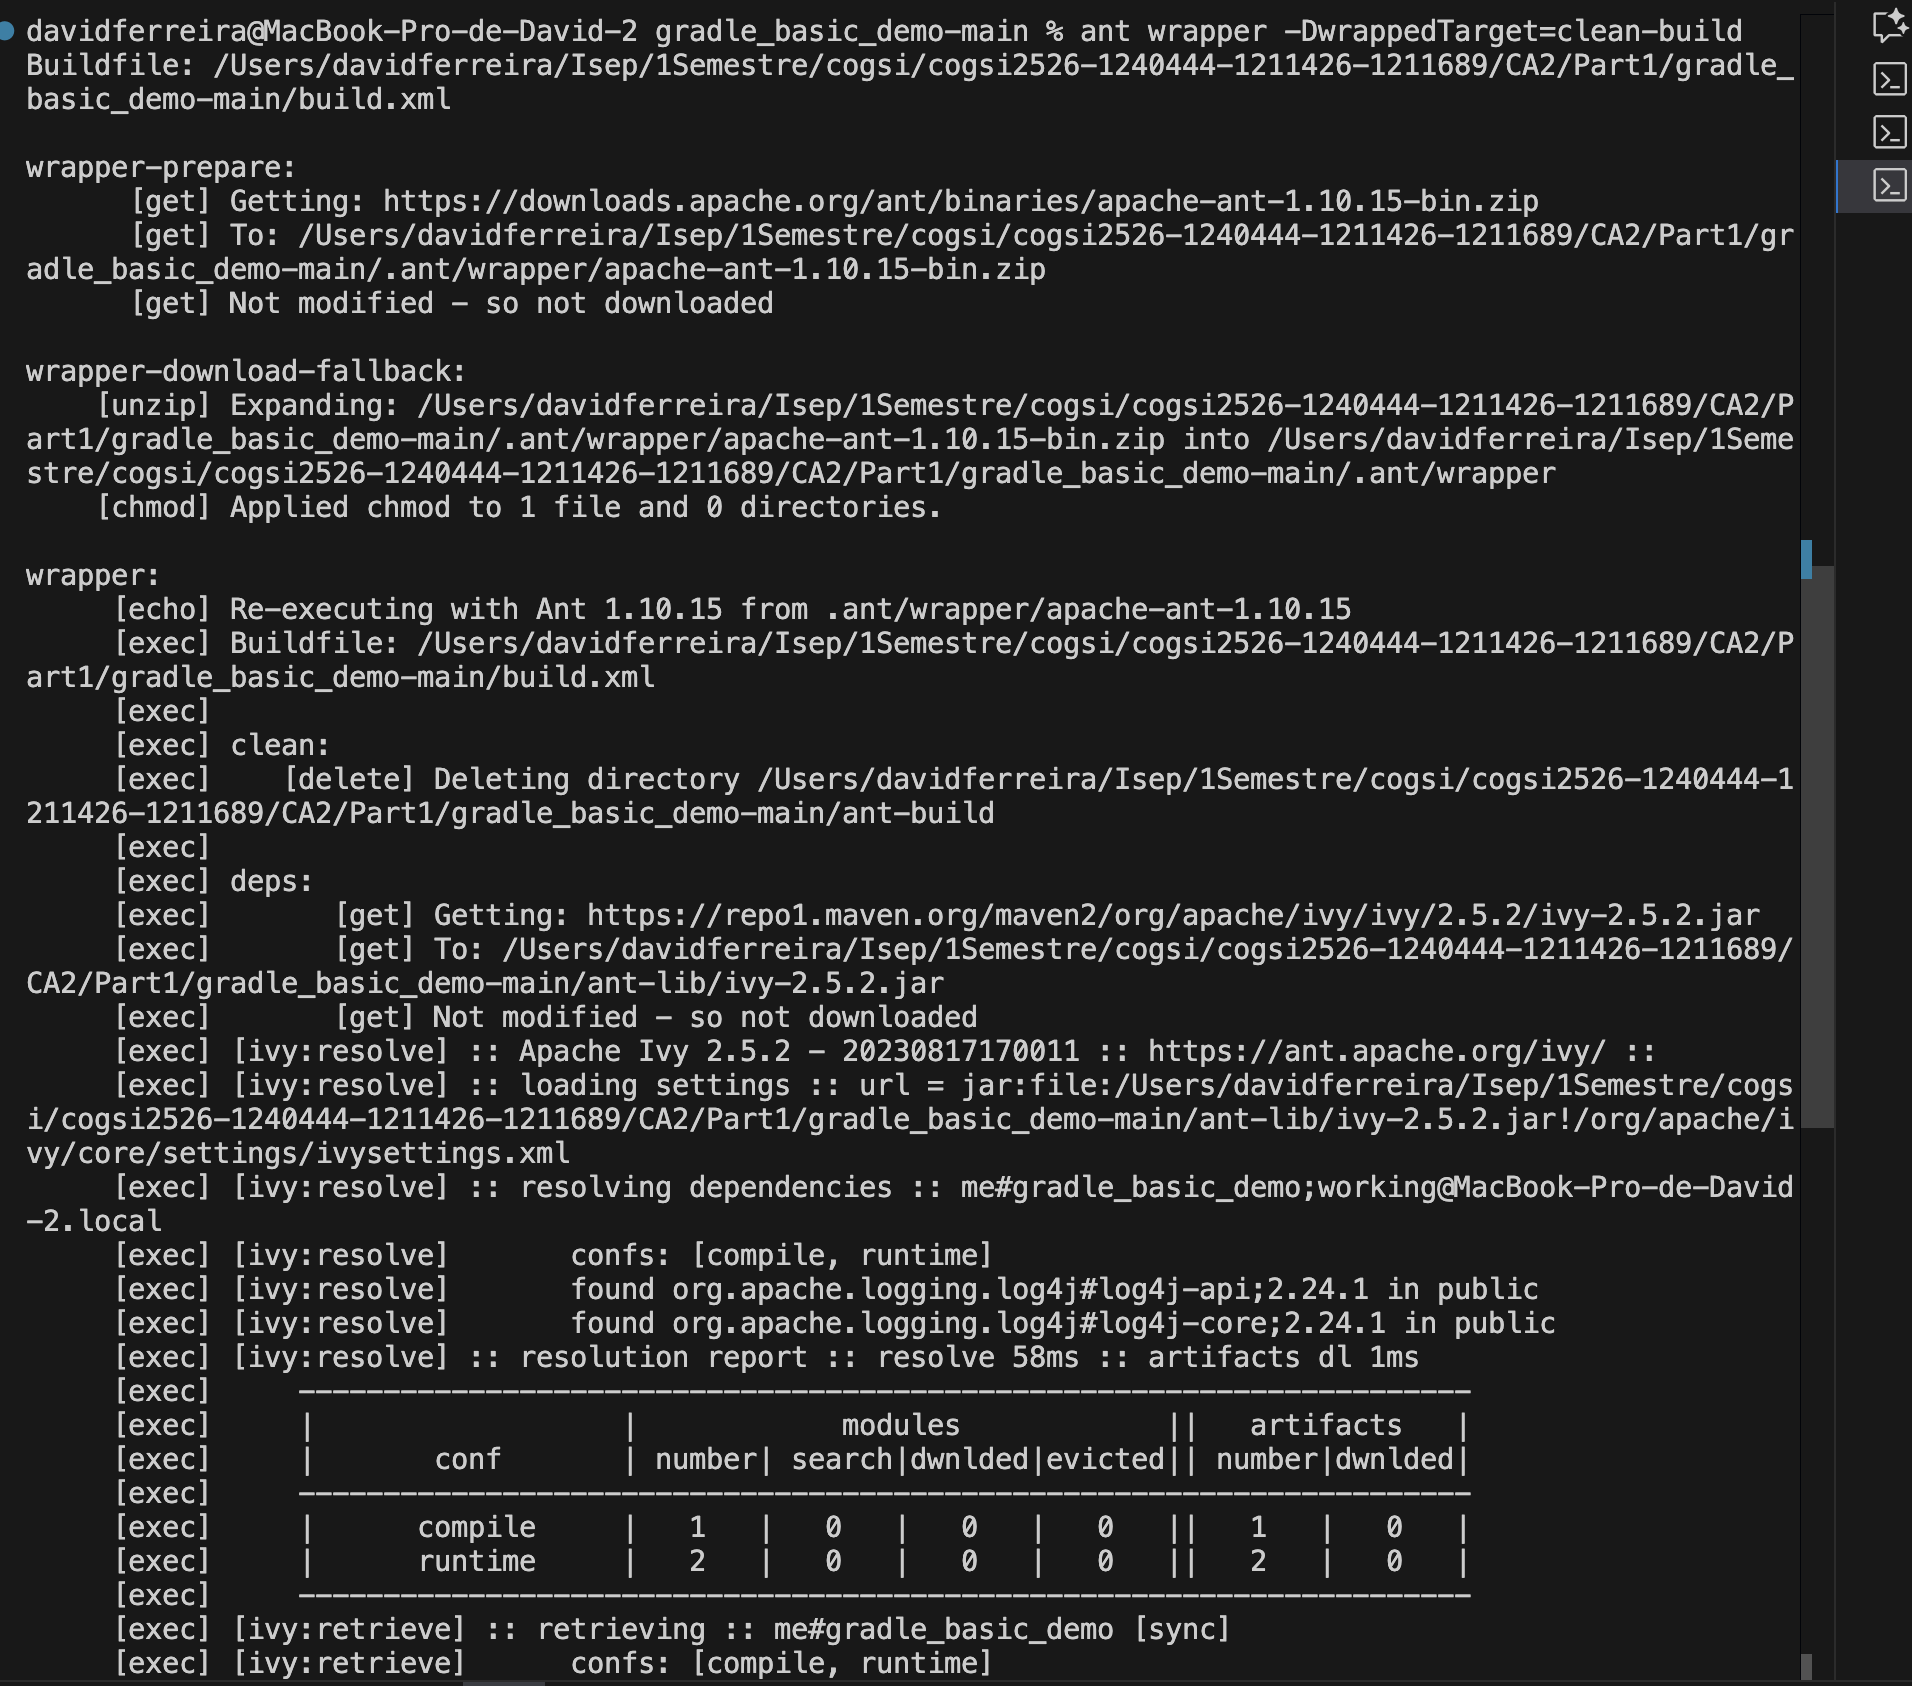 davidferreira@MacBook-Pro-de-David-2 gradle_basic_demo-main % ant wrapper -DwrappedTarget=clean-build
Buildfile: /Users/davidferreira/Isep/1Semestre/cogsi/cogsi2526-1240444-1211426-1211689/CA2/Part1/gradle_
basic_demo-main/build.xml

wrapper-prepare:
      [get] Getting: https://downloads.apache.org/ant/binaries/apache-ant-1.10.15-bin.zip
      [get] To: /Users/davidferreira/Isep/1Semestre/cogsi/cogsi2526-1240444-1211426-1211689/CA2/Part1/gr
adle_basic_demo-main/.ant/wrapper/apache-ant-1.10.15-bin.zip
      [get] Not modified - so not downloaded

wrapper-download-fallback:
    [unzip] Expanding: /Users/davidferreira/Isep/1Semestre/cogsi/cogsi2526-1240444-1211426-1211689/CA2/P
art1/gradle_basic_demo-main/.ant/wrapper/apache-ant-1.10.15-bin.zip into /Users/davidferreira/Isep/1Seme
stre/cogsi/cogsi2526-1240444-1211426-1211689/CA2/Part1/gradle_basic_demo-main/.ant/wrapper
    [chmod] Applied chmod to 1 file and 0 directories.

wrapper:
     [echo] Re-executing with Ant 1.10.15 from .ant/wrapper/apache-ant-1.10.15
     [exec] Buildfile: /Users/davidferreira/Isep/1Semestre/cogsi/cogsi2526-1240444-1211426-1211689/CA2/P
art1/gradle_basic_demo-main/build.xml
     [exec]
     [exec] clean:
     [exec]    [delete] Deleting directory /Users/davidferreira/Isep/1Semestre/cogsi/cogsi2526-1240444-1
211426-1211689/CA2/Part1/gradle_basic_demo-main/ant-build
     [exec]
     [exec] deps:
     [exec]       [get] Getting: https://repo1.maven.org/maven2/org/apache/ivy/ivy/2.5.2/ivy-2.5.2.jar
     [exec]       [get] To: /Users/davidferreira/Isep/1Semestre/cogsi/cogsi2526-1240444-1211426-1211689/
CA2/Part1/gradle_basic_demo-main/ant-lib/ivy-2.5.2.jar
     [exec]       [get] Not modified - so not downloaded
     [exec] [ivy:resolve] :: Apache Ivy 2.5.2 - 20230817170011 :: https://ant.apache.org/ivy/ ::
     [exec] [ivy:resolve] :: loading settings :: url = jar:file:/Users/davidferreira/Isep/1Semestre/cogs
i/cogsi2526-1240444-1211426-1211689/CA2/Part1/gradle_basic_demo-main/ant-lib/ivy-2.5.2.jar!/org/apache/i
vy/core/settings/ivysettings.xml
     [exec] [ivy:resolve] :: resolving dependencies :: me#gradle_basic_demo;working@MacBook-Pro-de-David
-2.local
     [exec] [ivy:resolve]       confs: [compile, runtime]
     [exec] [ivy:resolve]       found org.apache.logging.log4j#log4j-api;2.24.1 in public
     [exec] [ivy:resolve]       found org.apache.logging.log4j#log4j-core;2.24.1 in public
     [exec] [ivy:resolve] :: resolution report :: resolve 58ms :: artifacts dl 1ms
     [exec]     ---------------------------------------------------------------------
     [exec]     |                  |            modules            ||   artifacts   |
     [exec]     |       conf       | number| search|dwnlded|evicted|| number|dwnlded|
     [exec]     ---------------------------------------------------------------------
     [exec]     |      compile     |   1   |   0   |   0   |   0   ||   1   |   0   |
     [exec]     |      runtime     |   2   |   0   |   0   |   0   ||   2   |   0   |
     [exec]     ---------------------------------------------------------------------
     [exec] [ivy:retrieve] :: retrieving :: me#gradle_basic_demo [sync]
     [exec] [ivy:retrieve]      confs: [compile, runtime]